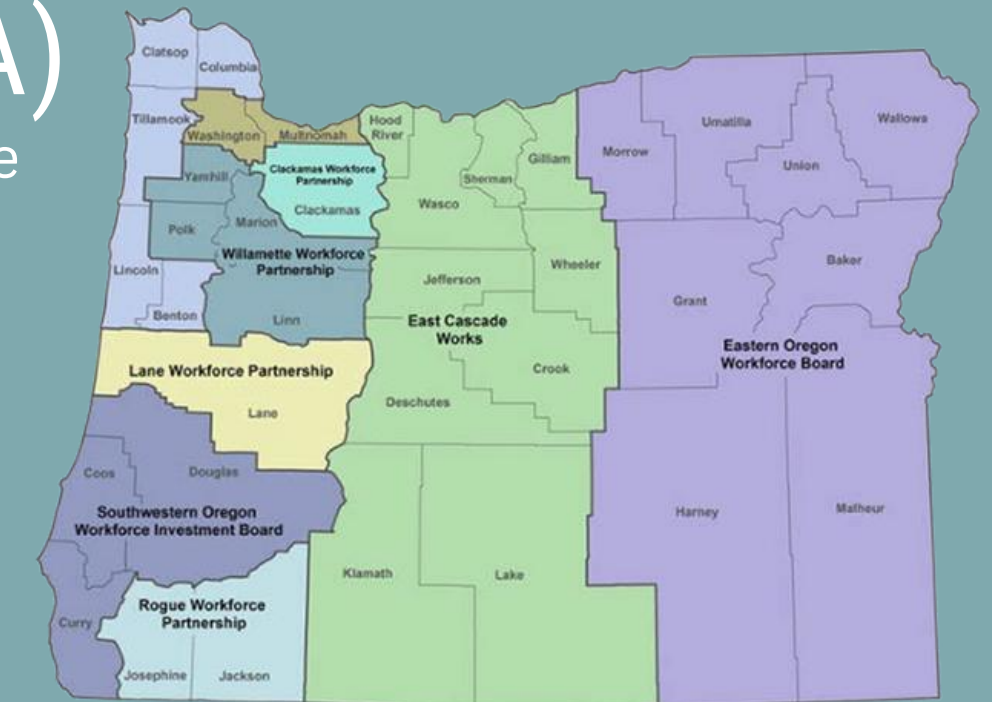 A)
e
Clatsop
Columbia
Tillamook
Washington
Multnomah
Hood
River
Gilliam
Sherman
Wasco
Morrow
Umatilla
Union
Wallowa
Yamhill
Clackamas Workforce
Partnership
Clackamas
Polk
Marion
Willamette Workforce
Partnership
Lincoln
Benton
Linn
Jefferson
Wheeler
East Cascade
Works
Crook
Deschutes
Grant
Baker
Eastern Oregon
Workforce Board
Lane Workforce Partnership
Lane
Coos
Douglas
Southwestern Oregon
Workforce Investment Board
Harney
Malheur
Klamath
Lake
Curry
Rogue Workforce
Partnership
Josephine
Jackson